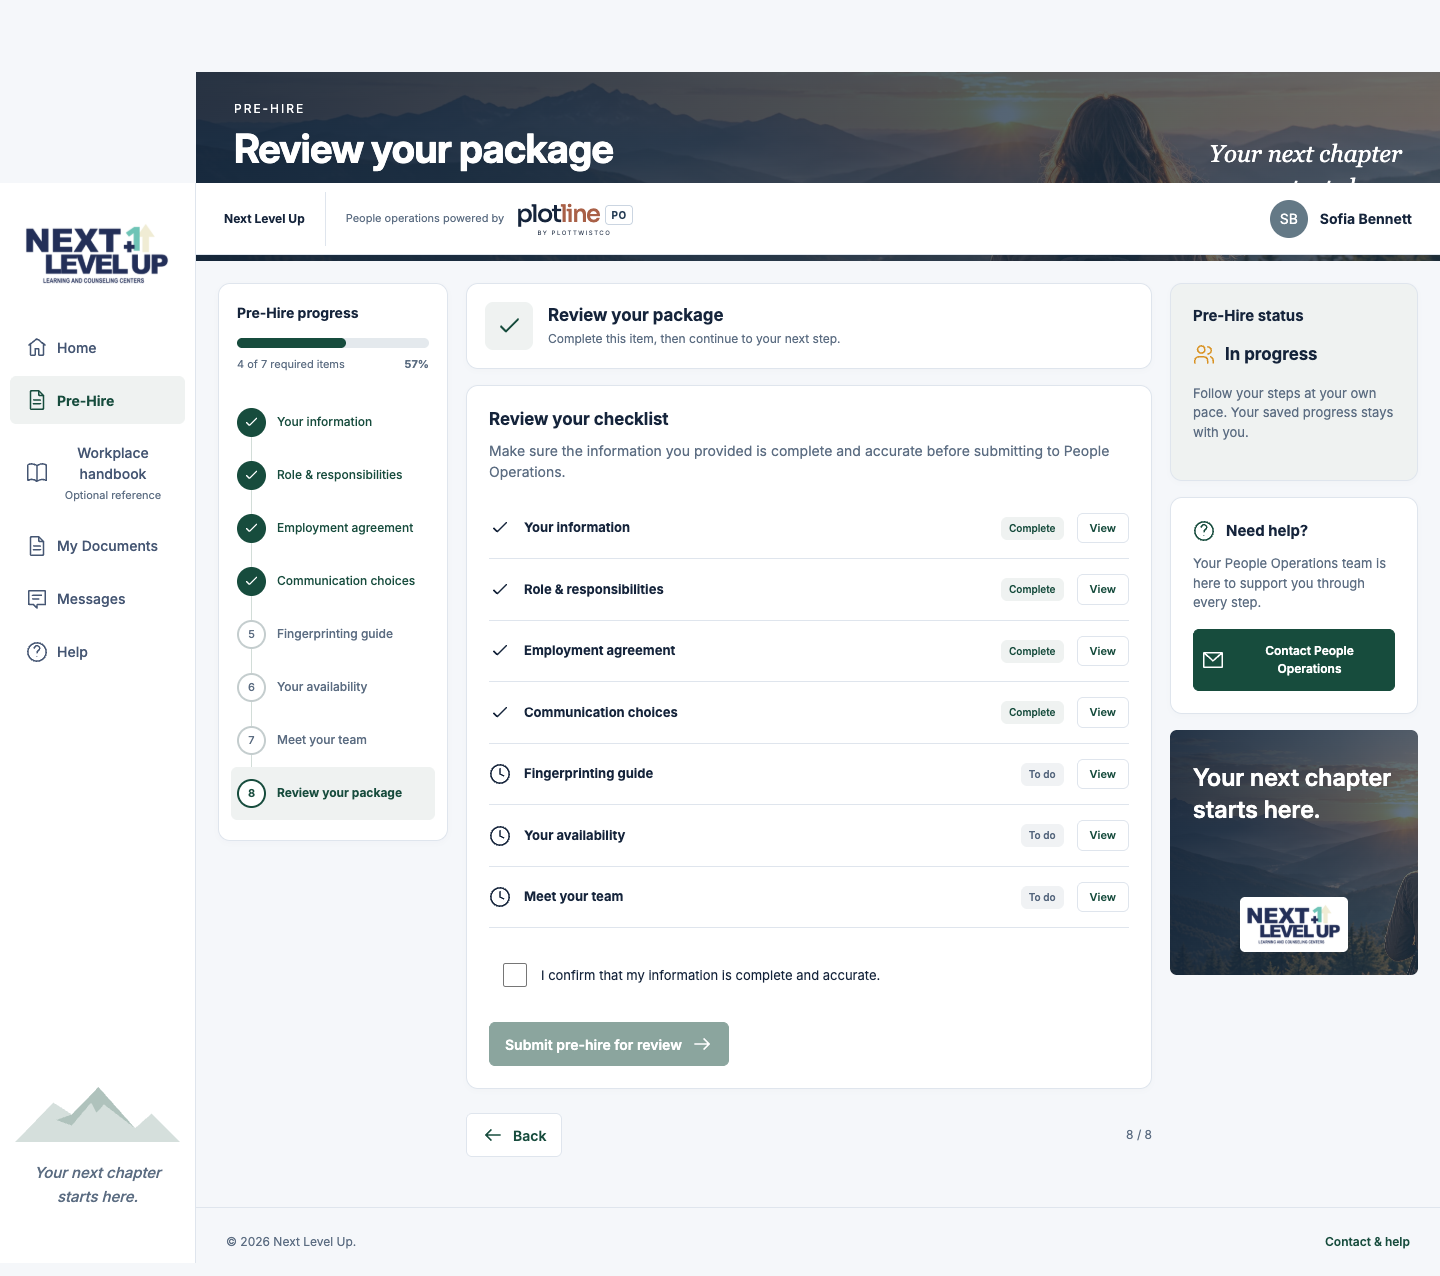 PRE-HIRE
Review your package
Your next chapter
Next Level Up
People operations powered by
plotline
PO
BY PLOTTWISTCO
SB
Sofia Bennett
NEXT
LEVEL UP
LEARNING AND COUNSELING CENTERS
Home
Pre-Hire
Workplace
handbook
Optional reference
My Documents
Messages
Help
Your next chapter
starts here.
Pre-Hire progress
4 of 7 required items
57%
Your information
Role & responsibilities
Employment agreement
Communication choices
5
Fingerprinting guide
6
Your availability
7
Meet your team
8
Review your package
Review your package
Complete this item, then continue to your next step.
Review your checklist
Make sure the information you provided is complete and accurate before submitting to People
Operations.
Your information
Complete
View
Role & responsibilities
Complete
View
Employment agreement
Complete
View
Communication choices
Complete
View
Fingerprinting guide
To do
View
Your availability
To do
View
Meet your team
To do
View
I confirm that my information is complete and accurate.
Submit pre-hire for review
Back
8 / 8
Pre-Hire status
In progress
Follow your steps at your own
pace. Your saved progress stays
with you.
Need help?
Your People Operations team is
here to support you through
every step.
Contact People
Operations
Your next chapter
starts here.
NEXT
LEVEL UP
LEARNING AND COUNSELING CENTERS
© 2026 Next Level Up.
Contact & help